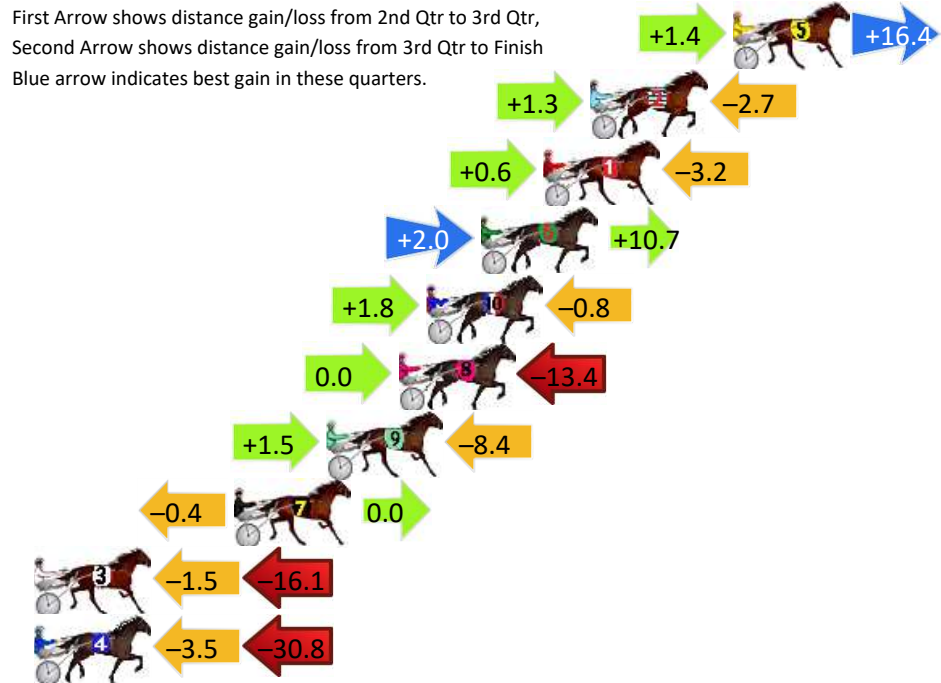 First Arrow shows distance gain/loss from 2nd Qtr to 3rd Qtr,
Second Arrow shows distance gain/loss from 3rd Qtr to Finish
Blue arrow indicates best gain in these quarters.
+1.4 5 +16.4
+1.3 2 –2.7
+0.6 1 –3.2
+2.0 +10.7
+1.8 10 –0.8
0.0 8 –13.4
+1.5 9 –8.4
–0.4 7 0.0
3 –1.5 –16.1
4 –3.5 –30.8